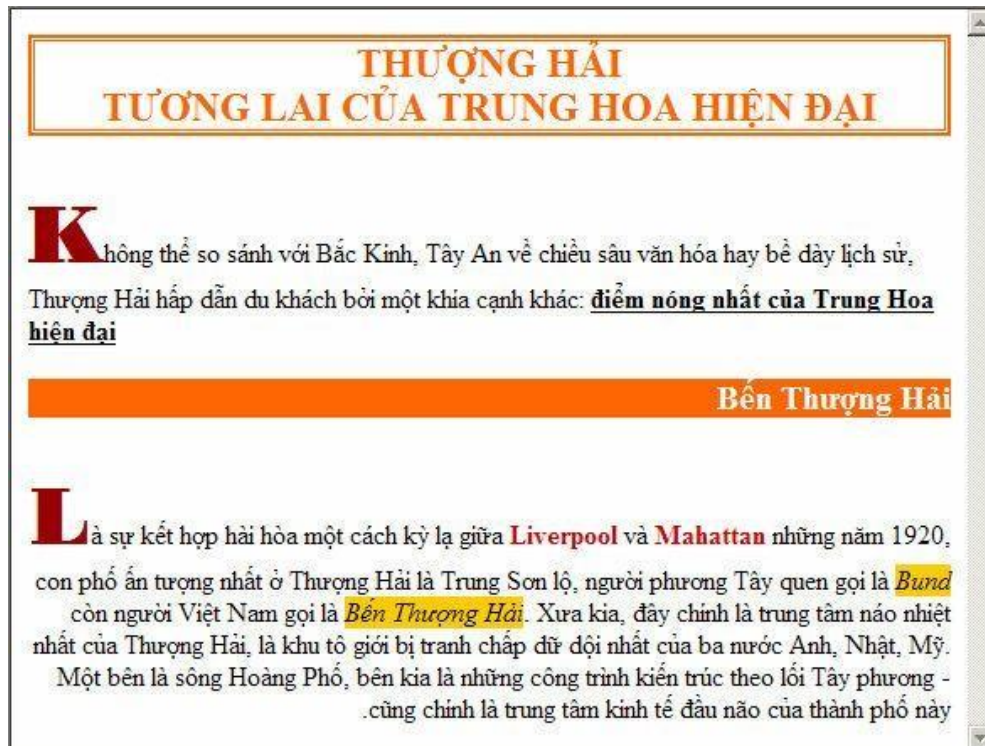 THƯỢNG HẢI
TƯƠNG LAI CỦA TRUNG HOA HIỆN ĐẠI
Không thể so sánh với Bắc Kinh, Tây An về chiều sâu văn hóa hay bề dày lịch sử,
Thượng Hải hấp dẫn du khách bởi một khia cạnh khác: điểm nóng nhất của Trung Hoa
hiện đại
Bến Thượng Hải
Là sự kết hợp hài hòa một cách kỳ lạ giữa Liverpool và Mahattan những năm 1920,
con phố ấn tượng nhất ở Thượng Hải là Trung Sơn lộ, người phương Tây quen gọi là Bund
còn người Việt Nam gọi là Bến Thượng Hải. Xưa kia, đây chính là trung tâm náo nhiệt
nhất của Thượng Hải, là khu tô giới bị tranh chấp dữ dội nhất của ba nước Anh, Nhật, Mỹ.
Một bên là sông Hoàng Phố, bên kia là những công trình kiến trúc theo lối Tây phương -
.cũng chính là trung tâm kinh tế đầu não của thành phố này